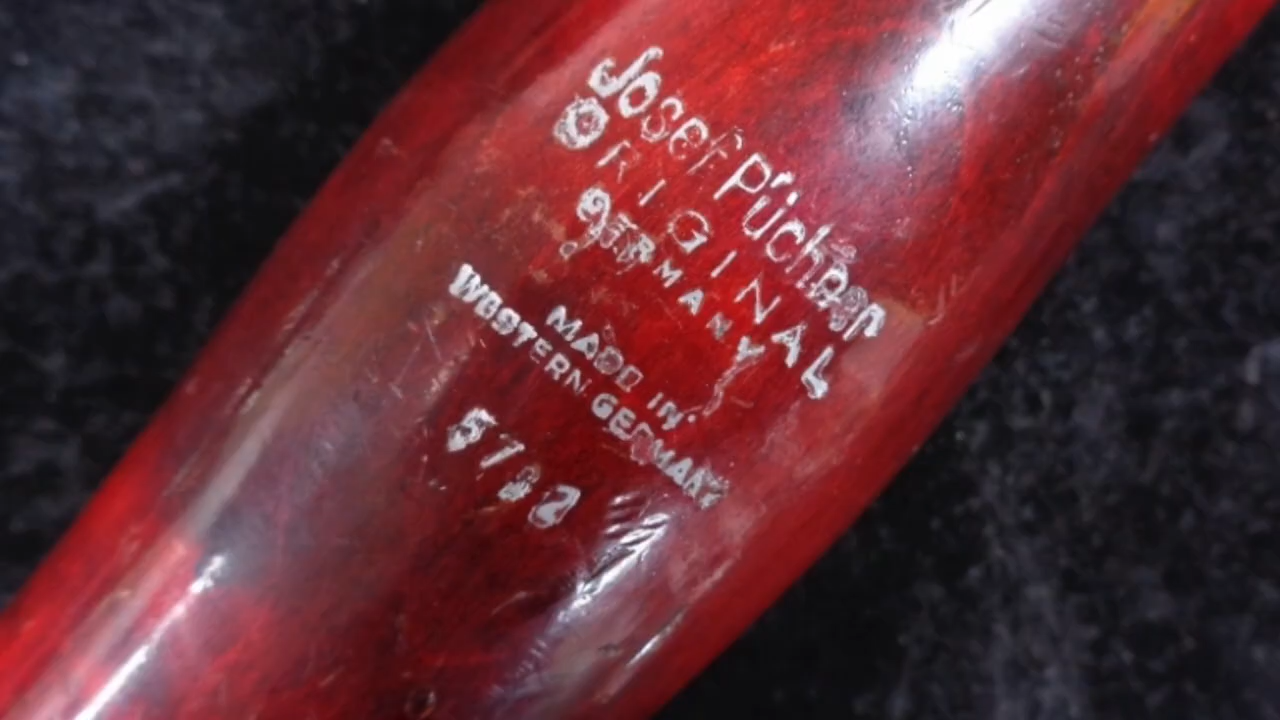 Josef Püchner
ORIGINAL
GERMANY
MADE IN
WESTERN GERMANY